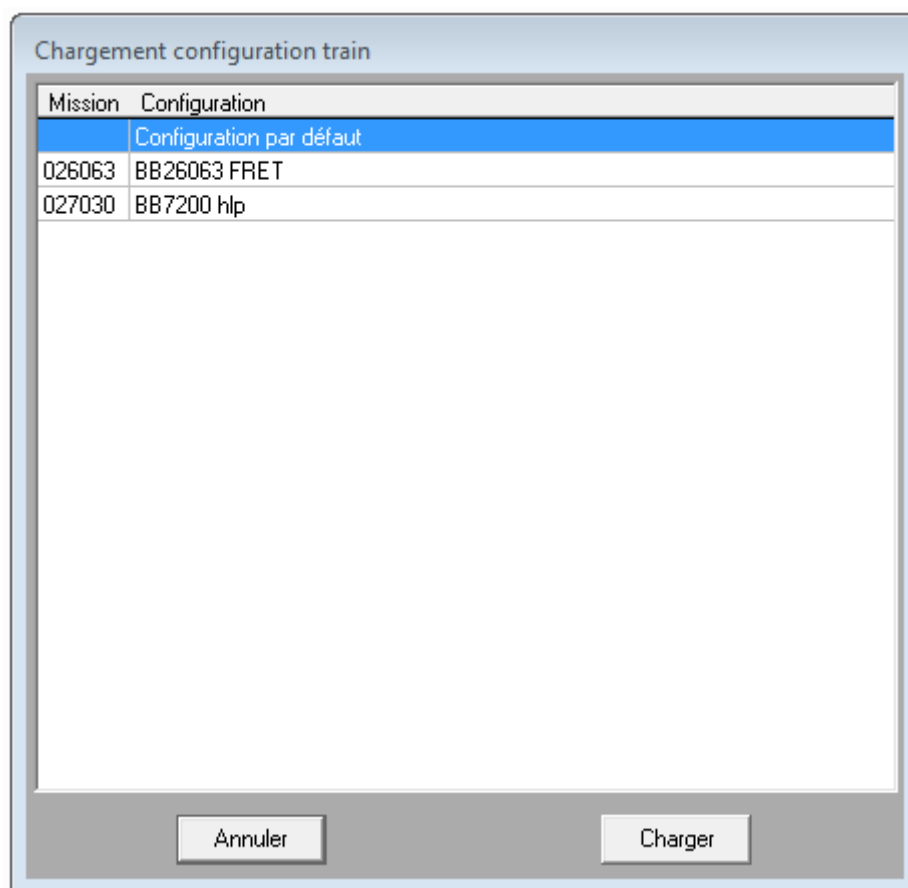 Chargement configuration train
Mission Configuration
Configuration par défaut
026063 BB26063 FRET
027030 BB7200 hlp
Annuler Charger